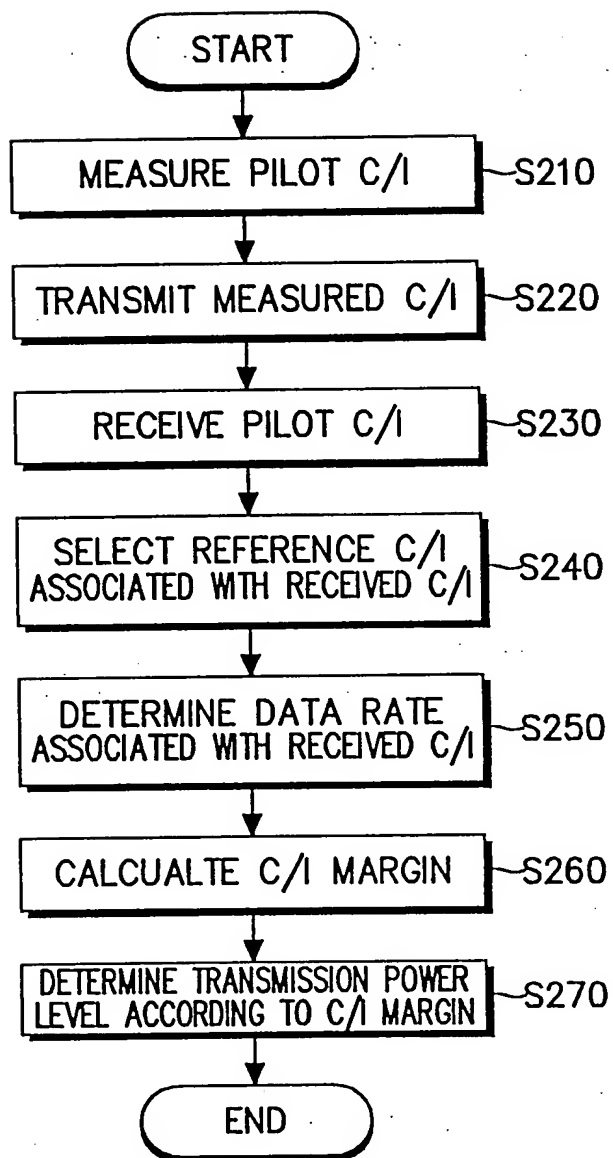 START
MEASURE PILOT C/I
S210
TRANSMIT MEASURED C/I
S220
RECEIVE PILOT C/I
S230
SELECT REFERENCE C/I
ASSOCIATED WITH RECEIVED C/I
S240
DETERMINE DATA RATE
ASSOCIATED WITH RECEIVED C/I
S250
CALCUALTE C/I MARGIN
S260
DETERMINE TRANSMISSION POWER
LEVEL ACCORDING TO C/I MARGIN
S270
END